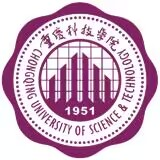 重庆科技学院
1951
CHONGQING UNIVERSITY OF SCIENCE & TECHNOLOGY